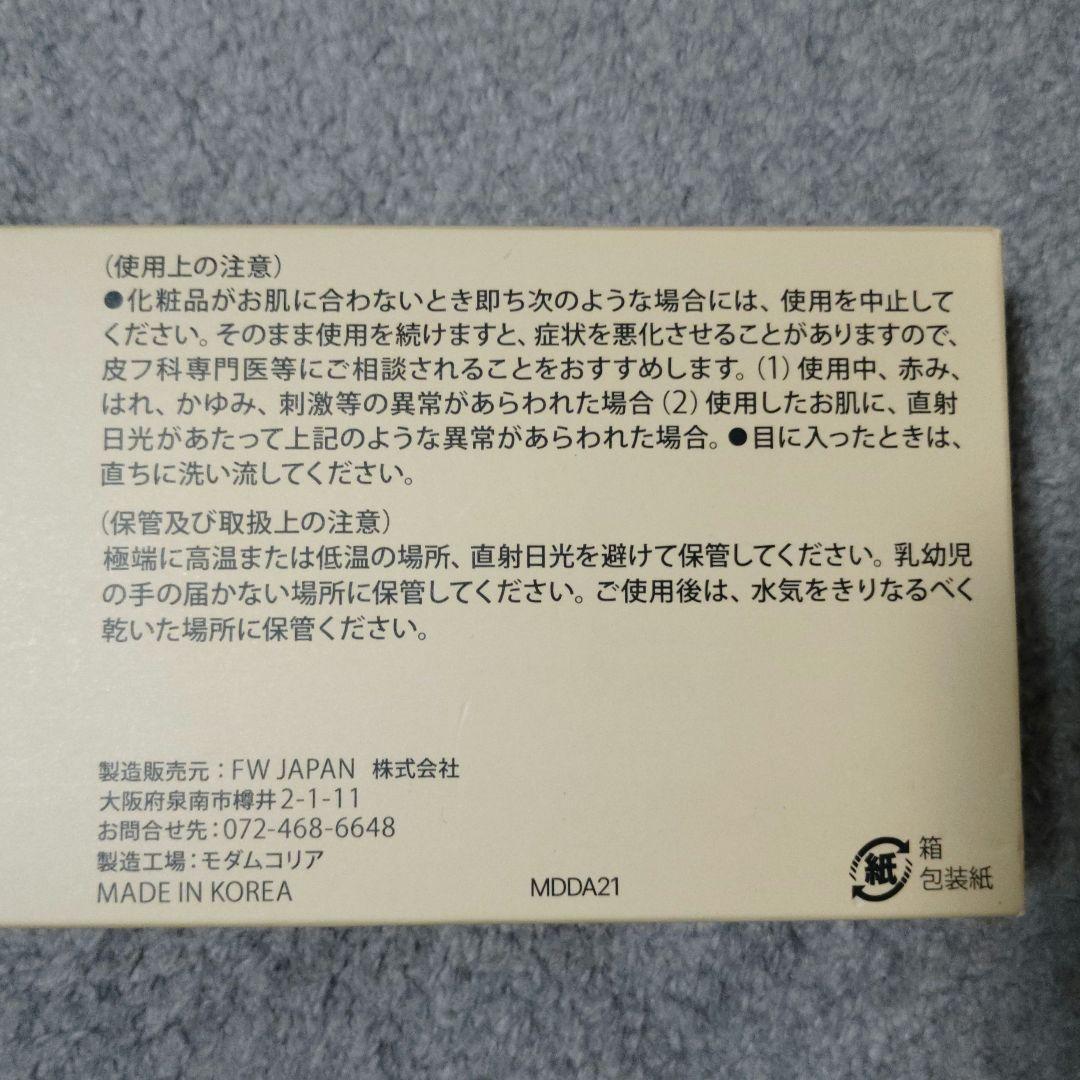 (使用上の注意)
●化粧品がお肌に合わないとき即ち次のような場合には、使用を中止して
ください。そのまま使用を続けますと、症状を悪化させることがありますので、
皮フ科専門医等にご相談されることをおすすめします。(1)使用中、赤み、
はれ、かゆみ、刺激等の異常があらわれた場合(2)使用したお肌に、直射
日光があたって上記のような異常があらわれた場合。●目に入ったときは、
直ちに洗い流してください。
(保管及び取扱上の注意)
極端に高温または低温の場所、直射日光を避けて保管してください。乳幼児
の手の届かない場所に保管してください。ご使用後は、水気をきりなるべく
乾いた場所に保管ください。
製造販売元：FW JAPAN 株式会社
大阪府泉南市樽井2-1-11
お問合せ先：072-468-6648
製造工場：モダムコリア
MADE IN KOREA
MDDA21
紙
箱
包装紙